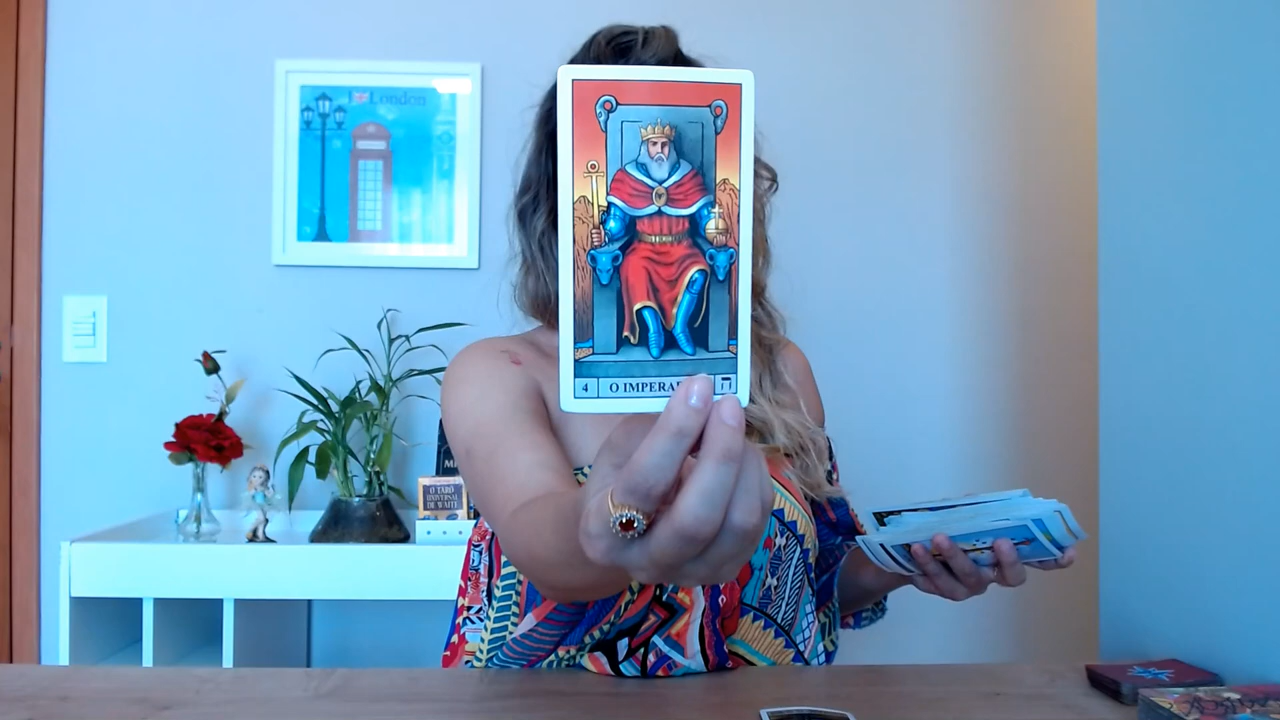 I London
4 O IMPERA ה
M
O TARÔ
UNIVERSAL
DE WAITE